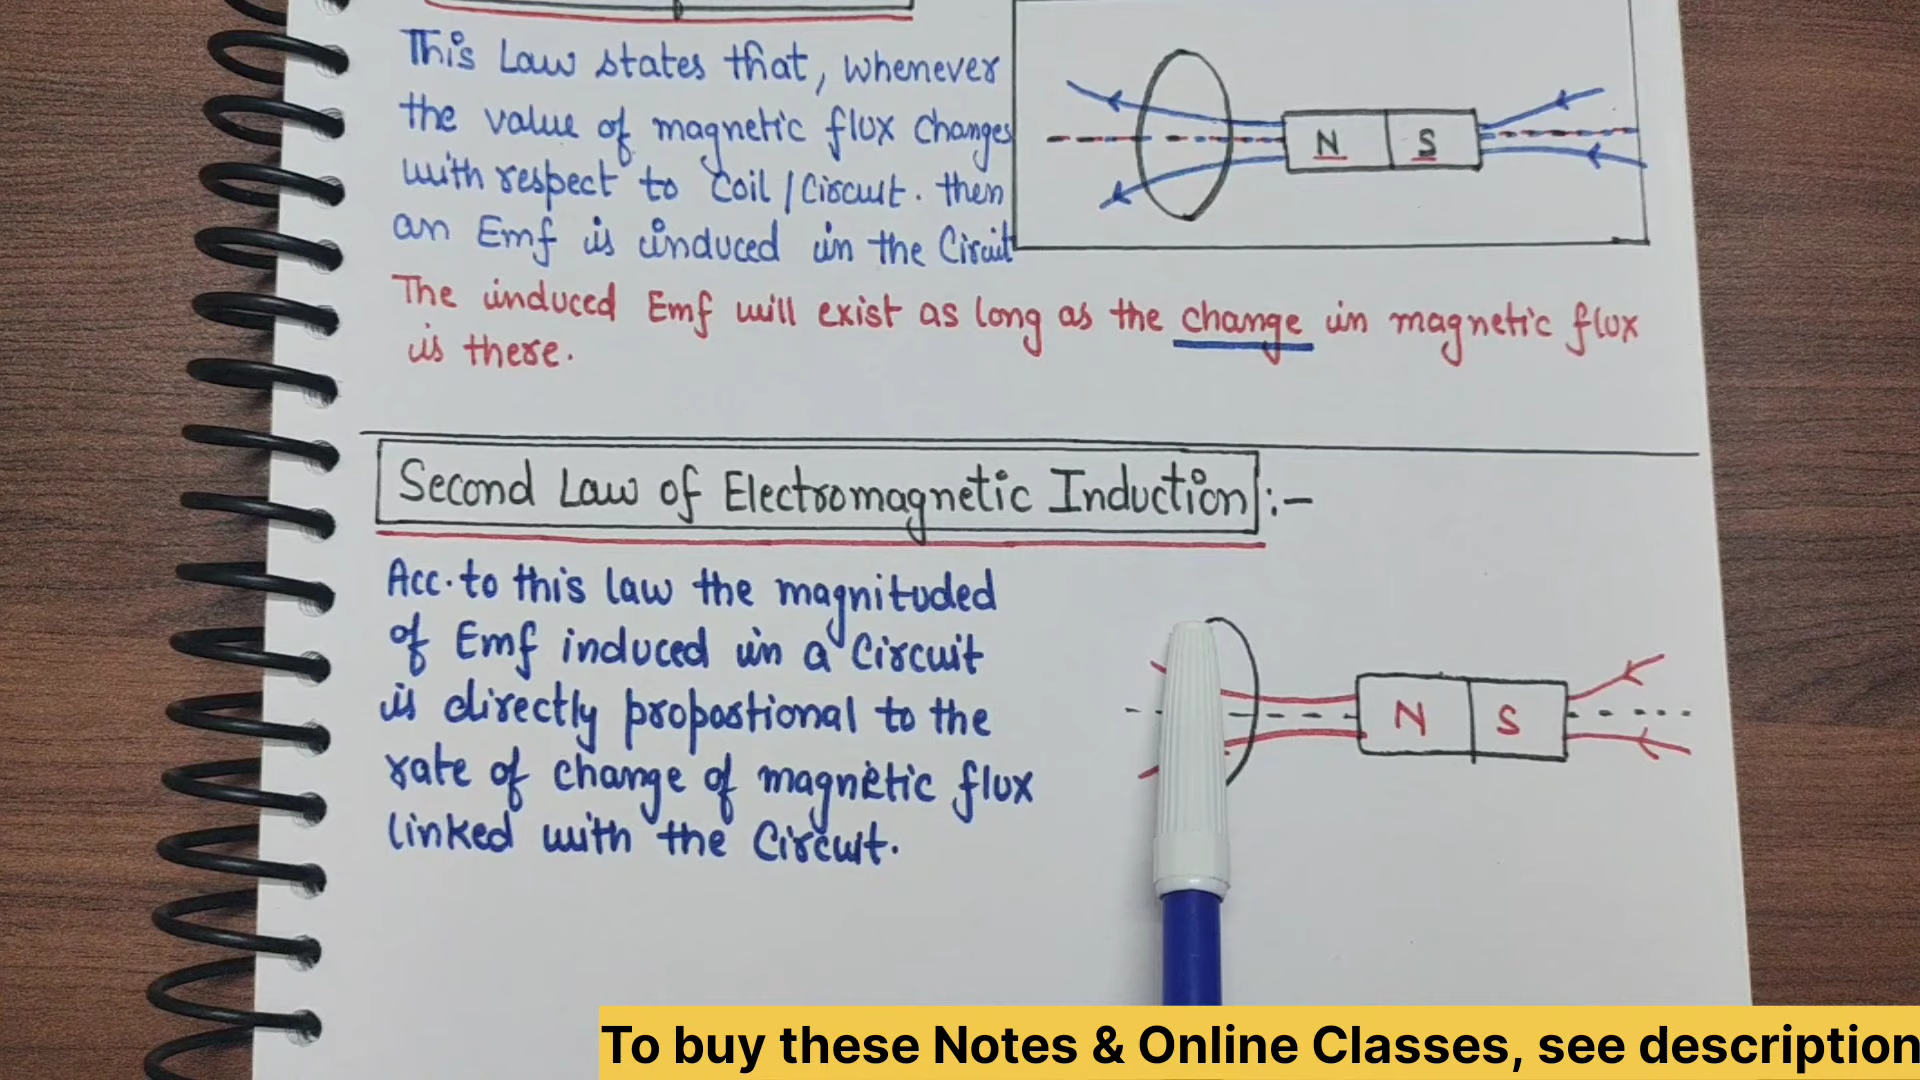 This Law states that, whenever
the value of magnetic flux changes
with respect to coil / Circuit. then
an Emf is induced in the Circuit
N S
The induced Emf will exist as long as the change in magnetic flux
is there.
Second Law of Electromagnetic Induction :-
Acc. to this law the magnituded
of Emf induced in a Circuit
is directly proportional to the
rate of change of magnetic flux
linked with the Circuit.
N S
To buy these Notes & Online Classes, see description